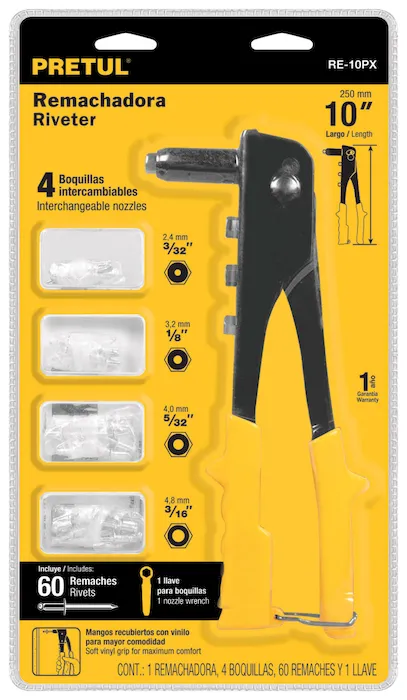 PRETUL®
RE-10PX
Remachadora
Riveter
250 mm
10"
Largo / Length
4 Boquillas
intercambiables
Interchangeable nozzles
2,4 mm
3/32"
3,2 mm
1/8"
4,0 mm
5/32"
4,8 mm
3/16"
1 año
Garantía
Warranty
Incluye / Includes:
60 Remaches
Rivets
1 llave
para boquillas
1 nozzle wrench
Mangos recubiertos con vinilo
para mayor comodidad
Soft vinyl grip for maximum comfort
CONT.: 1 REMACHADORA, 4 BOQUILLAS, 60 REMACHES Y 1 LLAVE